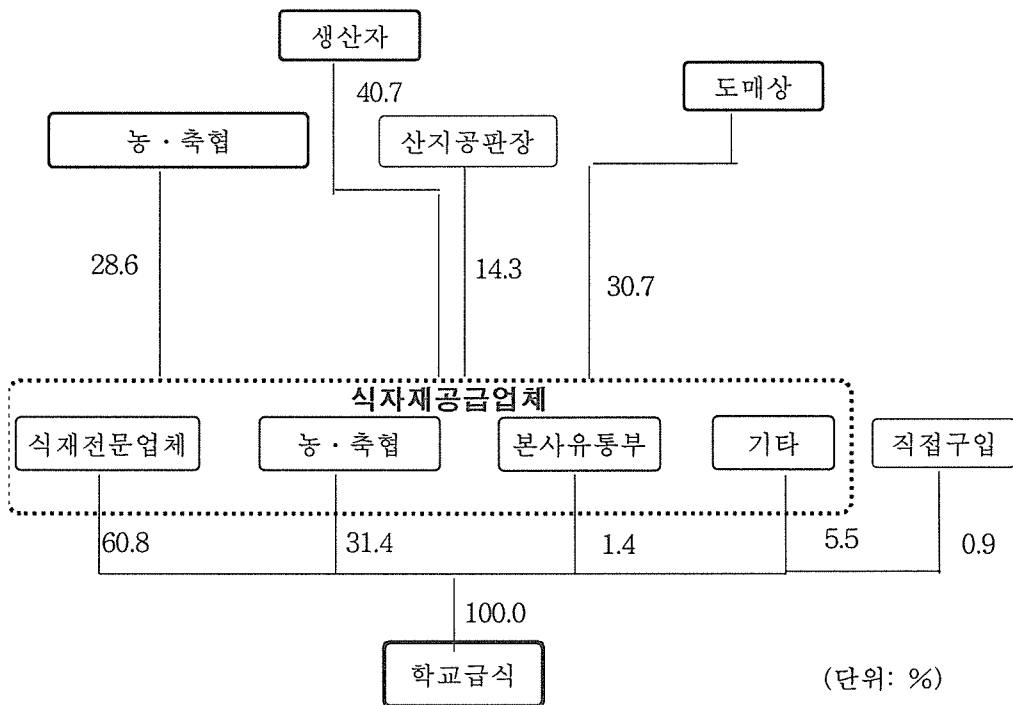 생산자
40.7
도매상
농·축협
산지공판장
28.6
14.3
30.7
식자재공급업체
식재전문업체
농·축협
본사유통부
기타
직접구입
60.8
31.4
1.4
5.5
0.9
100.0
학교급식
(단위: %)